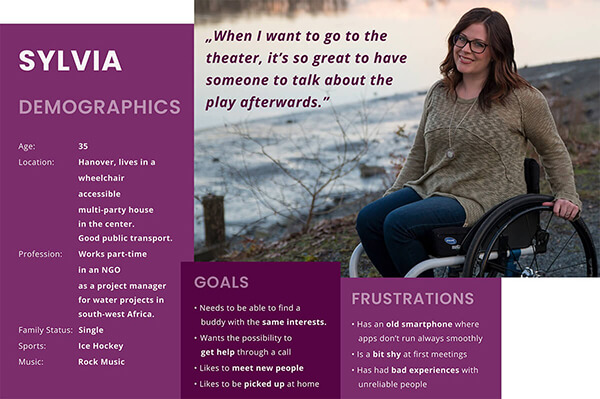 SYLVIA
DEMOGRAPHICS
Age: 35
Location: Hanover, lives in a
wheelchair
accessible
multi-party house
in the center.
Good public transport.
Profession: Works part-time
in an NGO
as a project manager
for water projects in
south-west Africa.
Family Status: Single
Sports: Ice Hockey
Music: Rock Music
„When I want to go to the
theater, it’s so great to have
someone to talk about the
play afterwards.”
GOALS
• Needs to be able to find a
buddy with the same interests.
• Wants the possibility to
get help through a call
• Likes to meet new people
• Likes to be picked up at home
FRUSTRATIONS
• Has an old smartphone where
apps don’t run always smoothly
• Is a bit shy at first meetings
• Has had bad experiences with
unreliable people